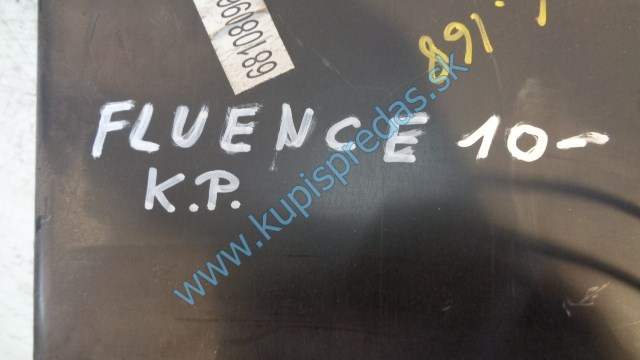 FLUENCE 10-
K.P.
www.kupispredas.sk